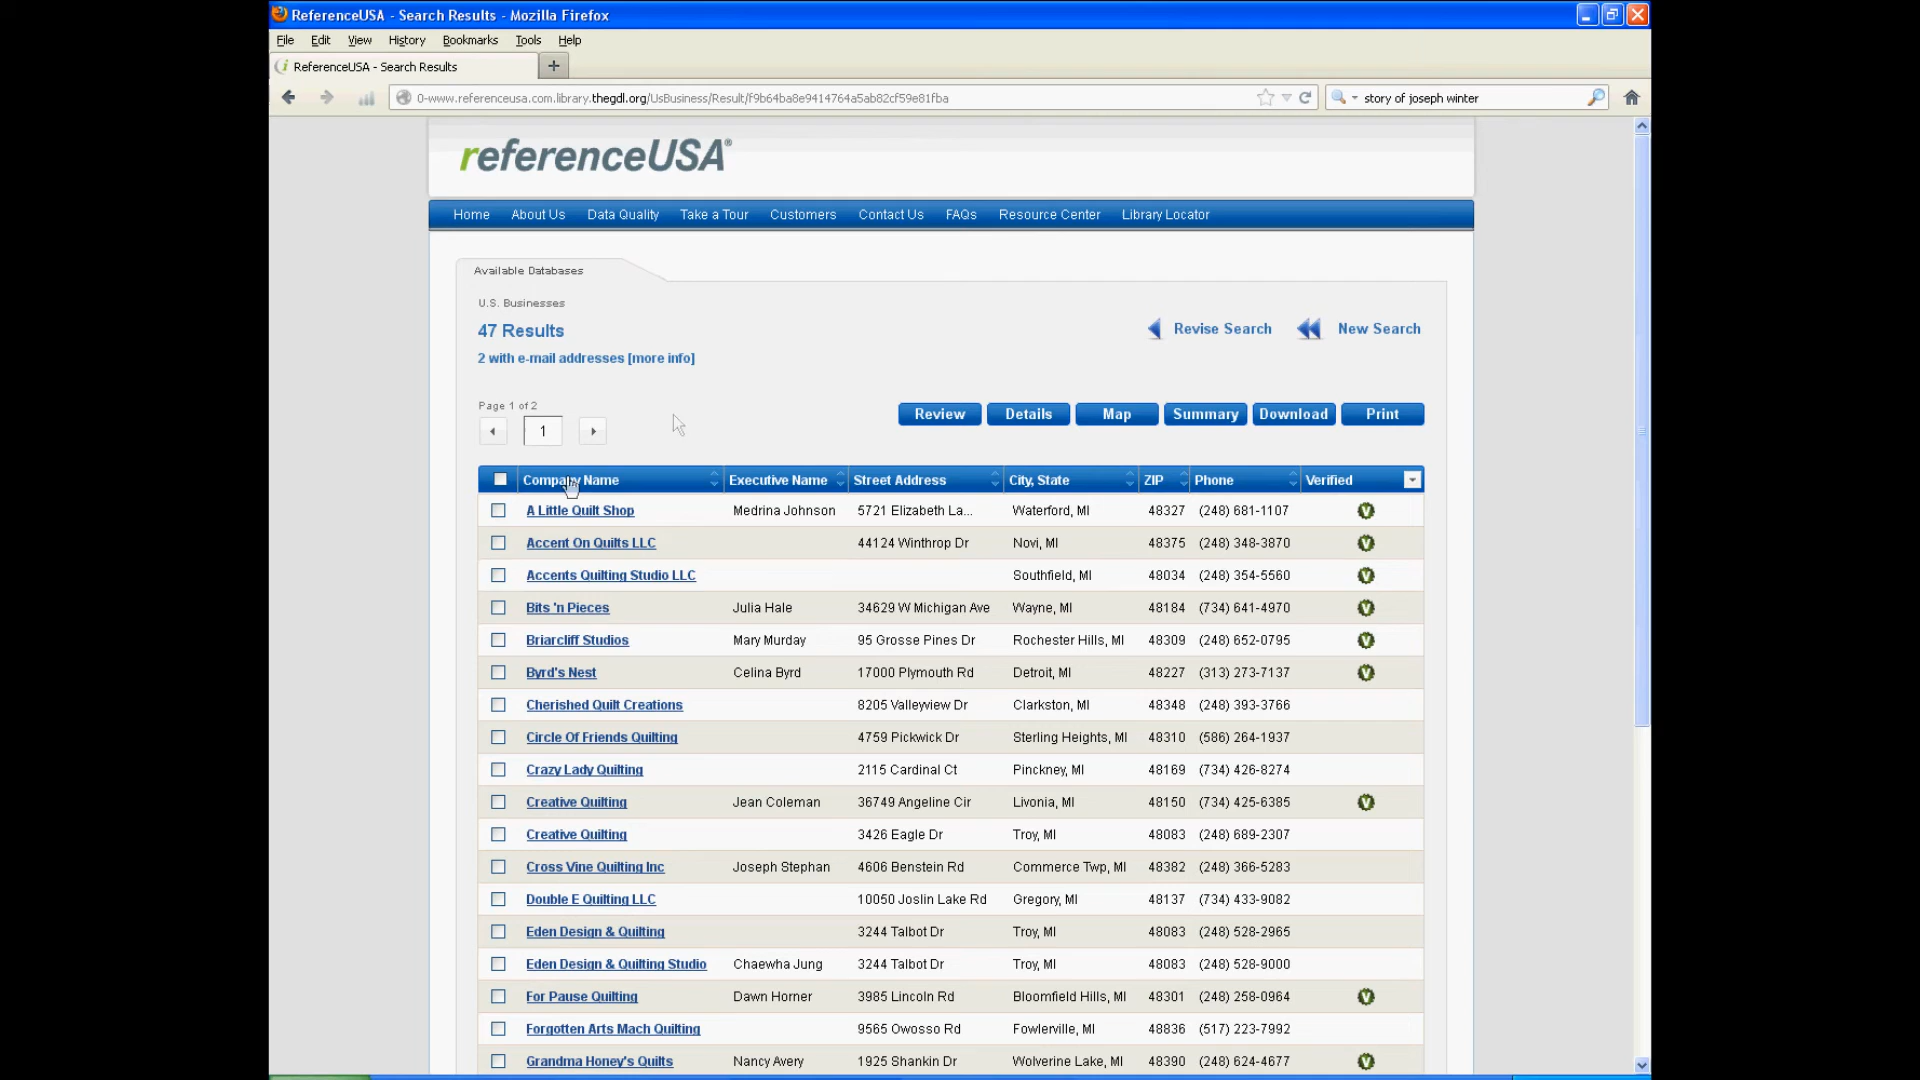 ReferenceUSA - Search Results - Mozilla Firefox
File Edit View History Bookmarks Tools Help
ReferenceUSA - Search Results
0-www.referenceusa.com.library.thegdl.org/UsBusiness/Result/f9b64ba8e9414764a5ab82cf59e81fba story of joseph winter
referenceUSA®
Home About Us Data Quality Take a Tour Customers Contact Us FAQs Resource Center Library Locator
Available Databases
U.S. Businesses
47 Results Revise Search New Search
2 with e-mail addresses [more info]
Page 1 of 2
1 Review Details Map Summary Download Print
Company Name Executive Name Street Address City, State ZIP Phone Verified
A Little Quilt Shop Medrina Johnson 5721 Elizabeth La... Waterford, MI 48327 (248) 681-1107 V
Accent On Quilts LLC 44124 Winthrop Dr Novi, MI 48375 (248) 348-3870 V
Accents Quilting Studio LLC Southfield, MI 48034 (248) 354-5560 V
Bits 'n Pieces Julia Hale 34629 W Michigan Ave Wayne, MI 48184 (734) 641-4970 V
Briarcliff Studios Mary Murday 95 Grosse Pines Dr Rochester Hills, MI 48309 (248) 652-0795 V
Byrd's Nest Celina Byrd 17000 Plymouth Rd Detroit, MI 48227 (313) 273-7137 V
Cherished Quilt Creations 8205 Valleyview Dr Clarkston, MI 48348 (248) 393-3766
Circle Of Friends Quilting 4759 Pickwick Dr Sterling Heights, MI 48310 (586) 264-1937
Crazy Lady Quilting 2115 Cardinal Ct Pinckney, MI 48169 (734) 426-8274
Creative Quilting Jean Coleman 36749 Angeline Cir Livonia, MI 48150 (734) 425-6385 V
Creative Quilting 3426 Eagle Dr Troy, MI 48083 (248) 689-2307
Cross Vine Quilting Inc Joseph Stephan 4606 Benstein Rd Commerce Twp, MI 48382 (248) 366-5283
Double E Quilting LLC 10050 Joslin Lake Rd Gregory, MI 48137 (734) 433-9082
Eden Design & Quilting 3244 Talbot Dr Troy, MI 48083 (248) 528-2965
Eden Design & Quilting Studio Chaewha Jung 3244 Talbot Dr Troy, MI 48083 (248) 528-9000
For Pause Quilting Dawn Horner 3985 Lincoln Rd Bloomfield Hills, MI 48301 (248) 258-0964 V
Forgotten Arts Mach Quilting 9565 Owosso Rd Fowlerville, MI 48836 (517) 223-7992
Grandma Honey's Quilts Nancy Avery 1925 Shankin Dr Wolverine Lake, MI 48390 (248) 624-4677 V